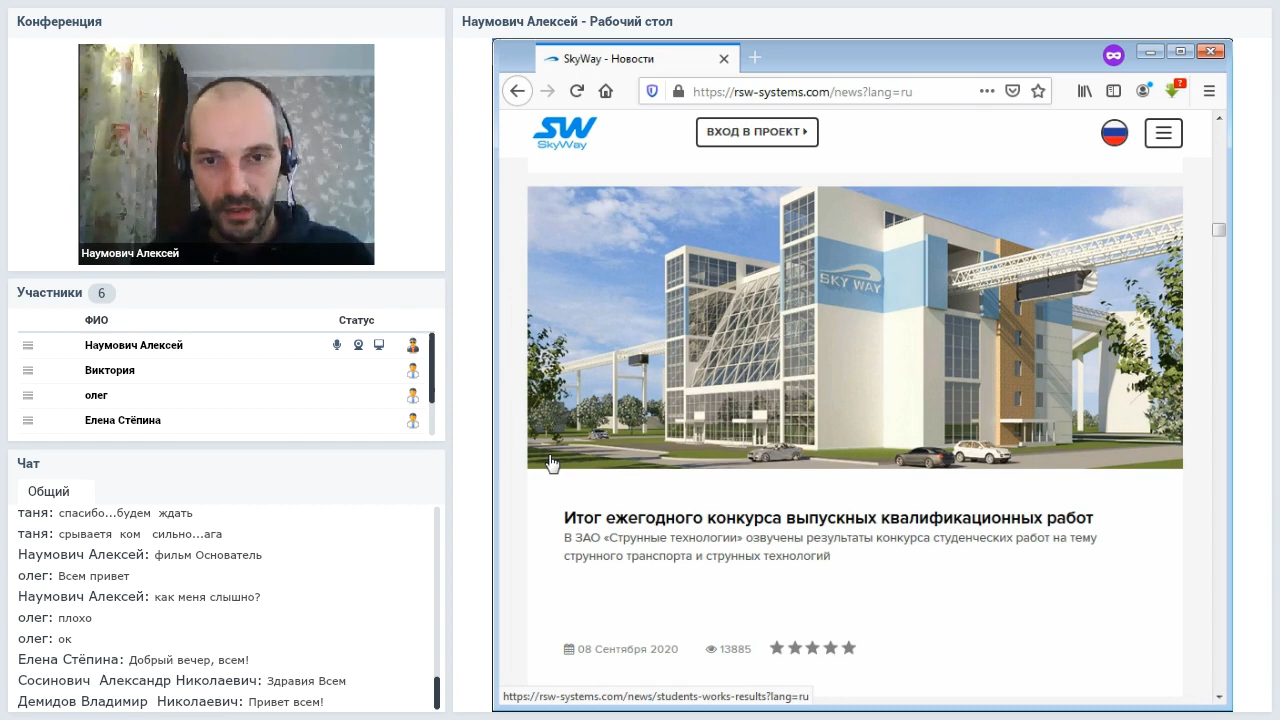 Конференция
Наумович Алексей
Участники 6
ФИО Статус
Наумович Алексей
Виктория
олег
Елена Стёпина
Чат
Общий
таня: спасибо...будем ждать
таня: срываетя ком сильно...ага
Наумович Алексей: фильм Основатель
олег: Всем привет
Наумович Алексей: как меня слышно?
олег: плохо
олег: ок
Елена Стёпина: Добрый вечер, всем!
Сосинович Александр Николаевич: Здравия Всем
Демидов Владимир Николаевич: Привет всем!
Наумович Алексей - Рабочий стол
SkyWay - Новости
https://rsw-systems.com/news?lang=ru
?
SW
SkyWay
ВХОД В ПРОЕКТ
SKY WAY
Итог ежегодного конкурса выпускных квалификационных работ
В ЗАО «Струнные технологии» озвучены результаты конкурса студенческих работ на тему
струнного транспорта и струнных технологий
08 Сентября 2020 13885
https://rsw-systems.com/news/students-works-results?lang=ru